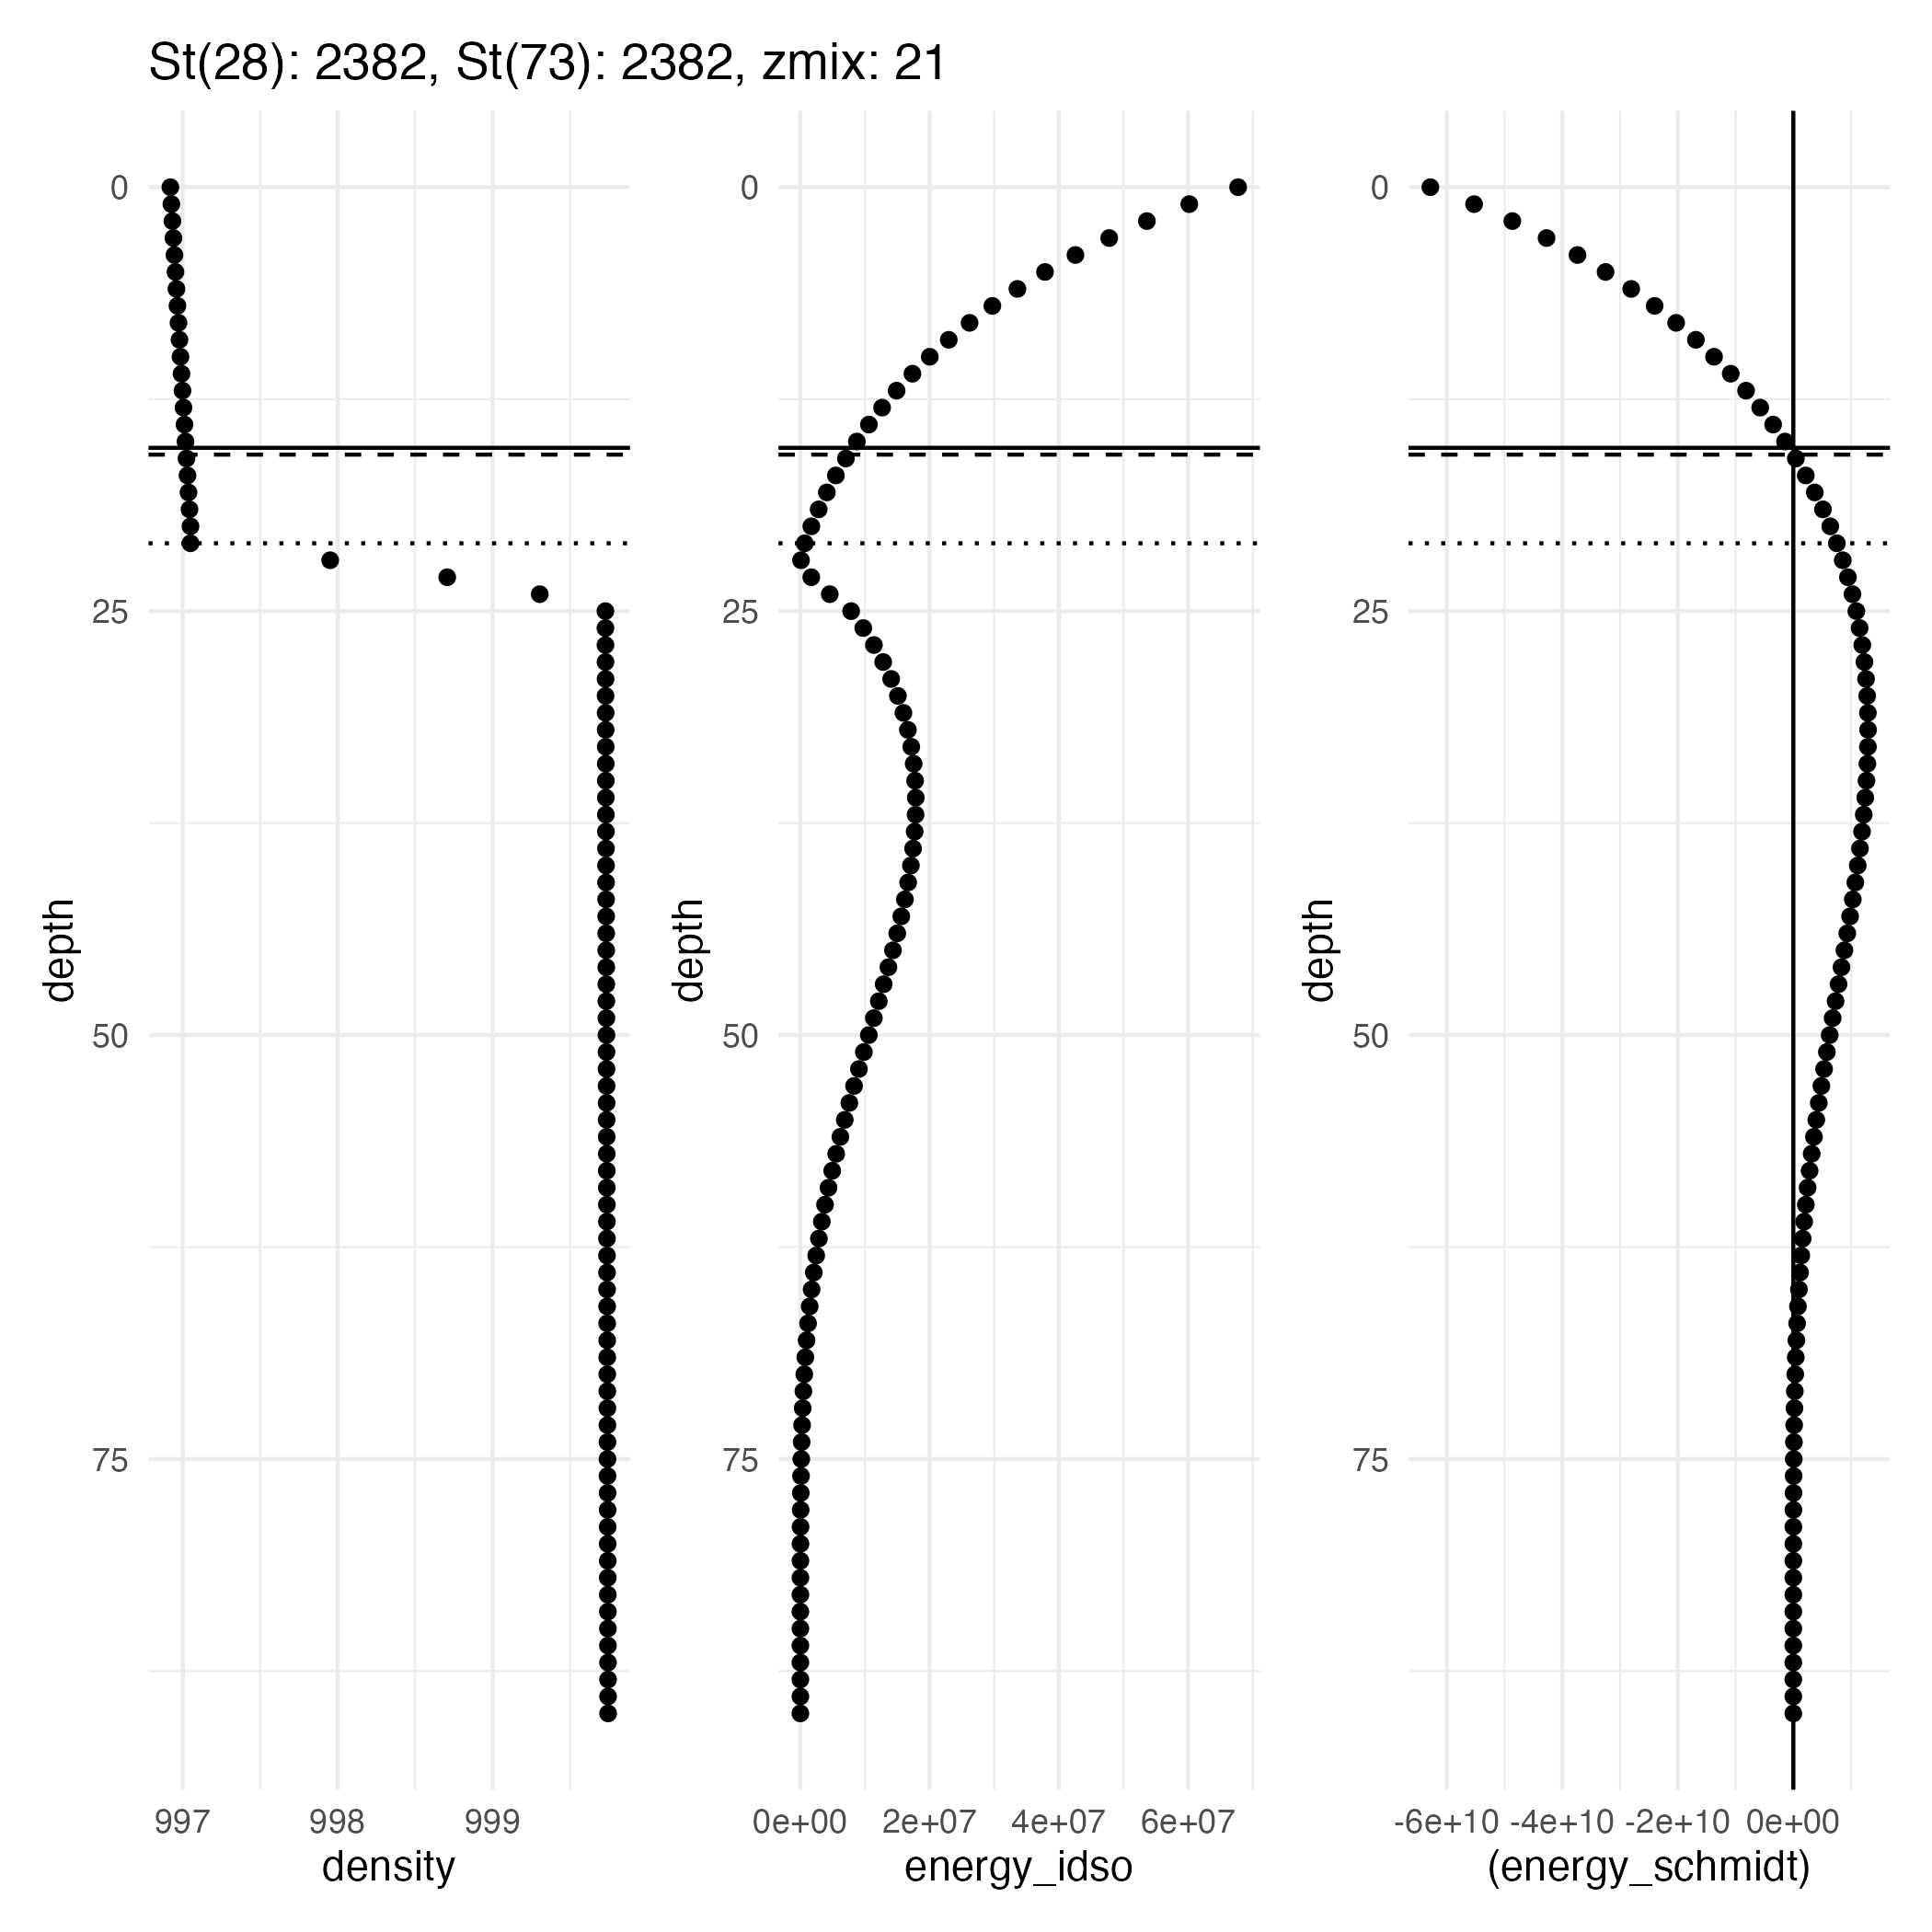 St(28): 2382, St(73): 2382, zmix: 21
0
25
50
75
depth
997 998 999
density
0
25
50
75
depth
0e+00 2e+07 4e+07 6e+07
energy_idso
0
25
50
75
depth
-6e+10 -4e+10 -2e+10 0e+00
(energy_schmidt)